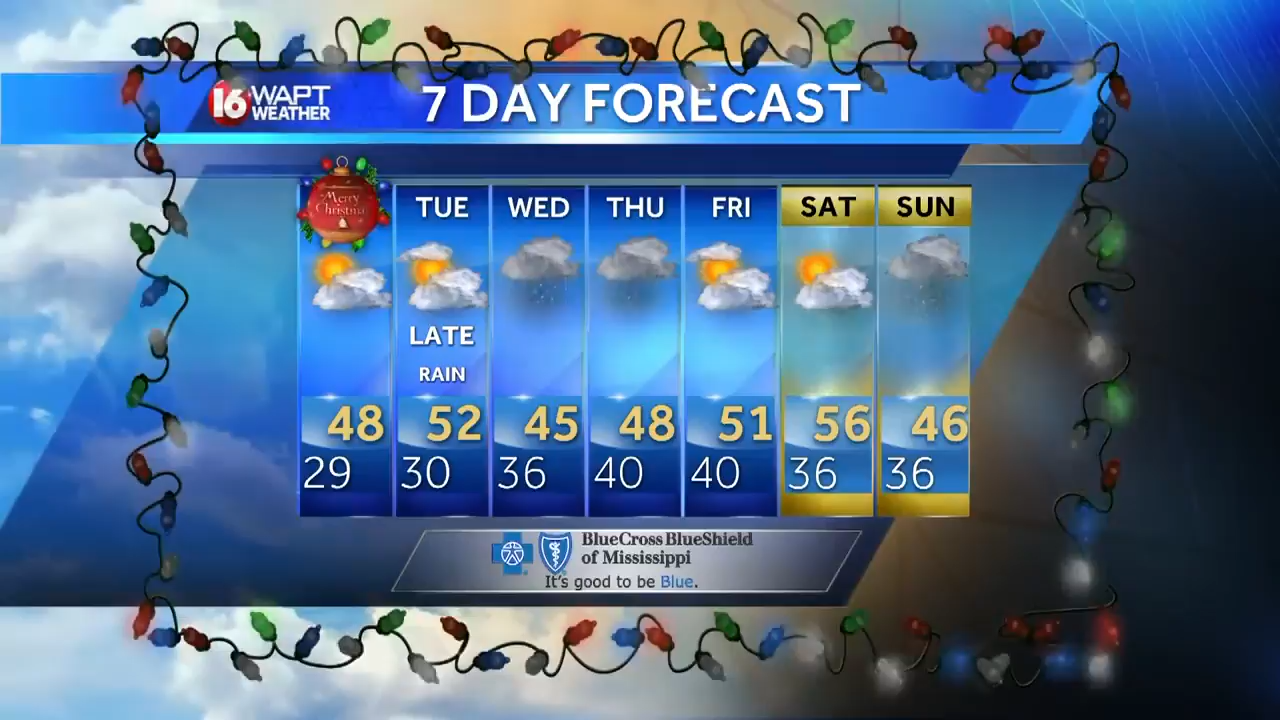 16 WAPT
WEATHER
7 DAY FORECAST
Merry
Christmas
TUE
WED
THU
FRI
SAT
SUN
LATE
RAIN
48
52
45
48
51
56
46
29
30
36
40
40
36
36
BlueCross BlueShield
of Mississippi
It's good to be Blue.